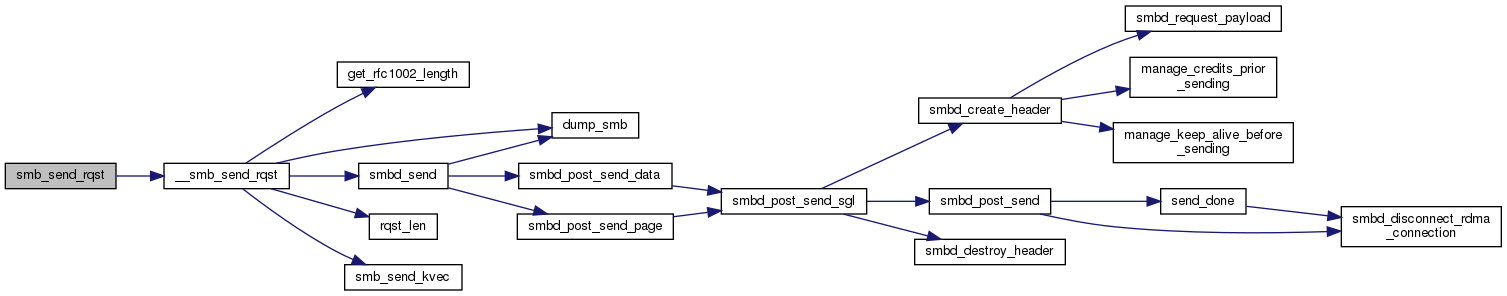 smb_send_rqst
__smb_send_rqst
get_rfc1002_length
dump_smb
smbd_send
rqst_len
smb_send_kvec
smbd_post_send_data
smbd_post_send_page
smbd_post_send_sgl
smbd_create_header
smbd_post_send
smbd_destroy_header
smbd_request_payload
manage_credits_prior
_sending
manage_keep_alive_before
_sending
send_done
smbd_disconnect_rdma
_connection